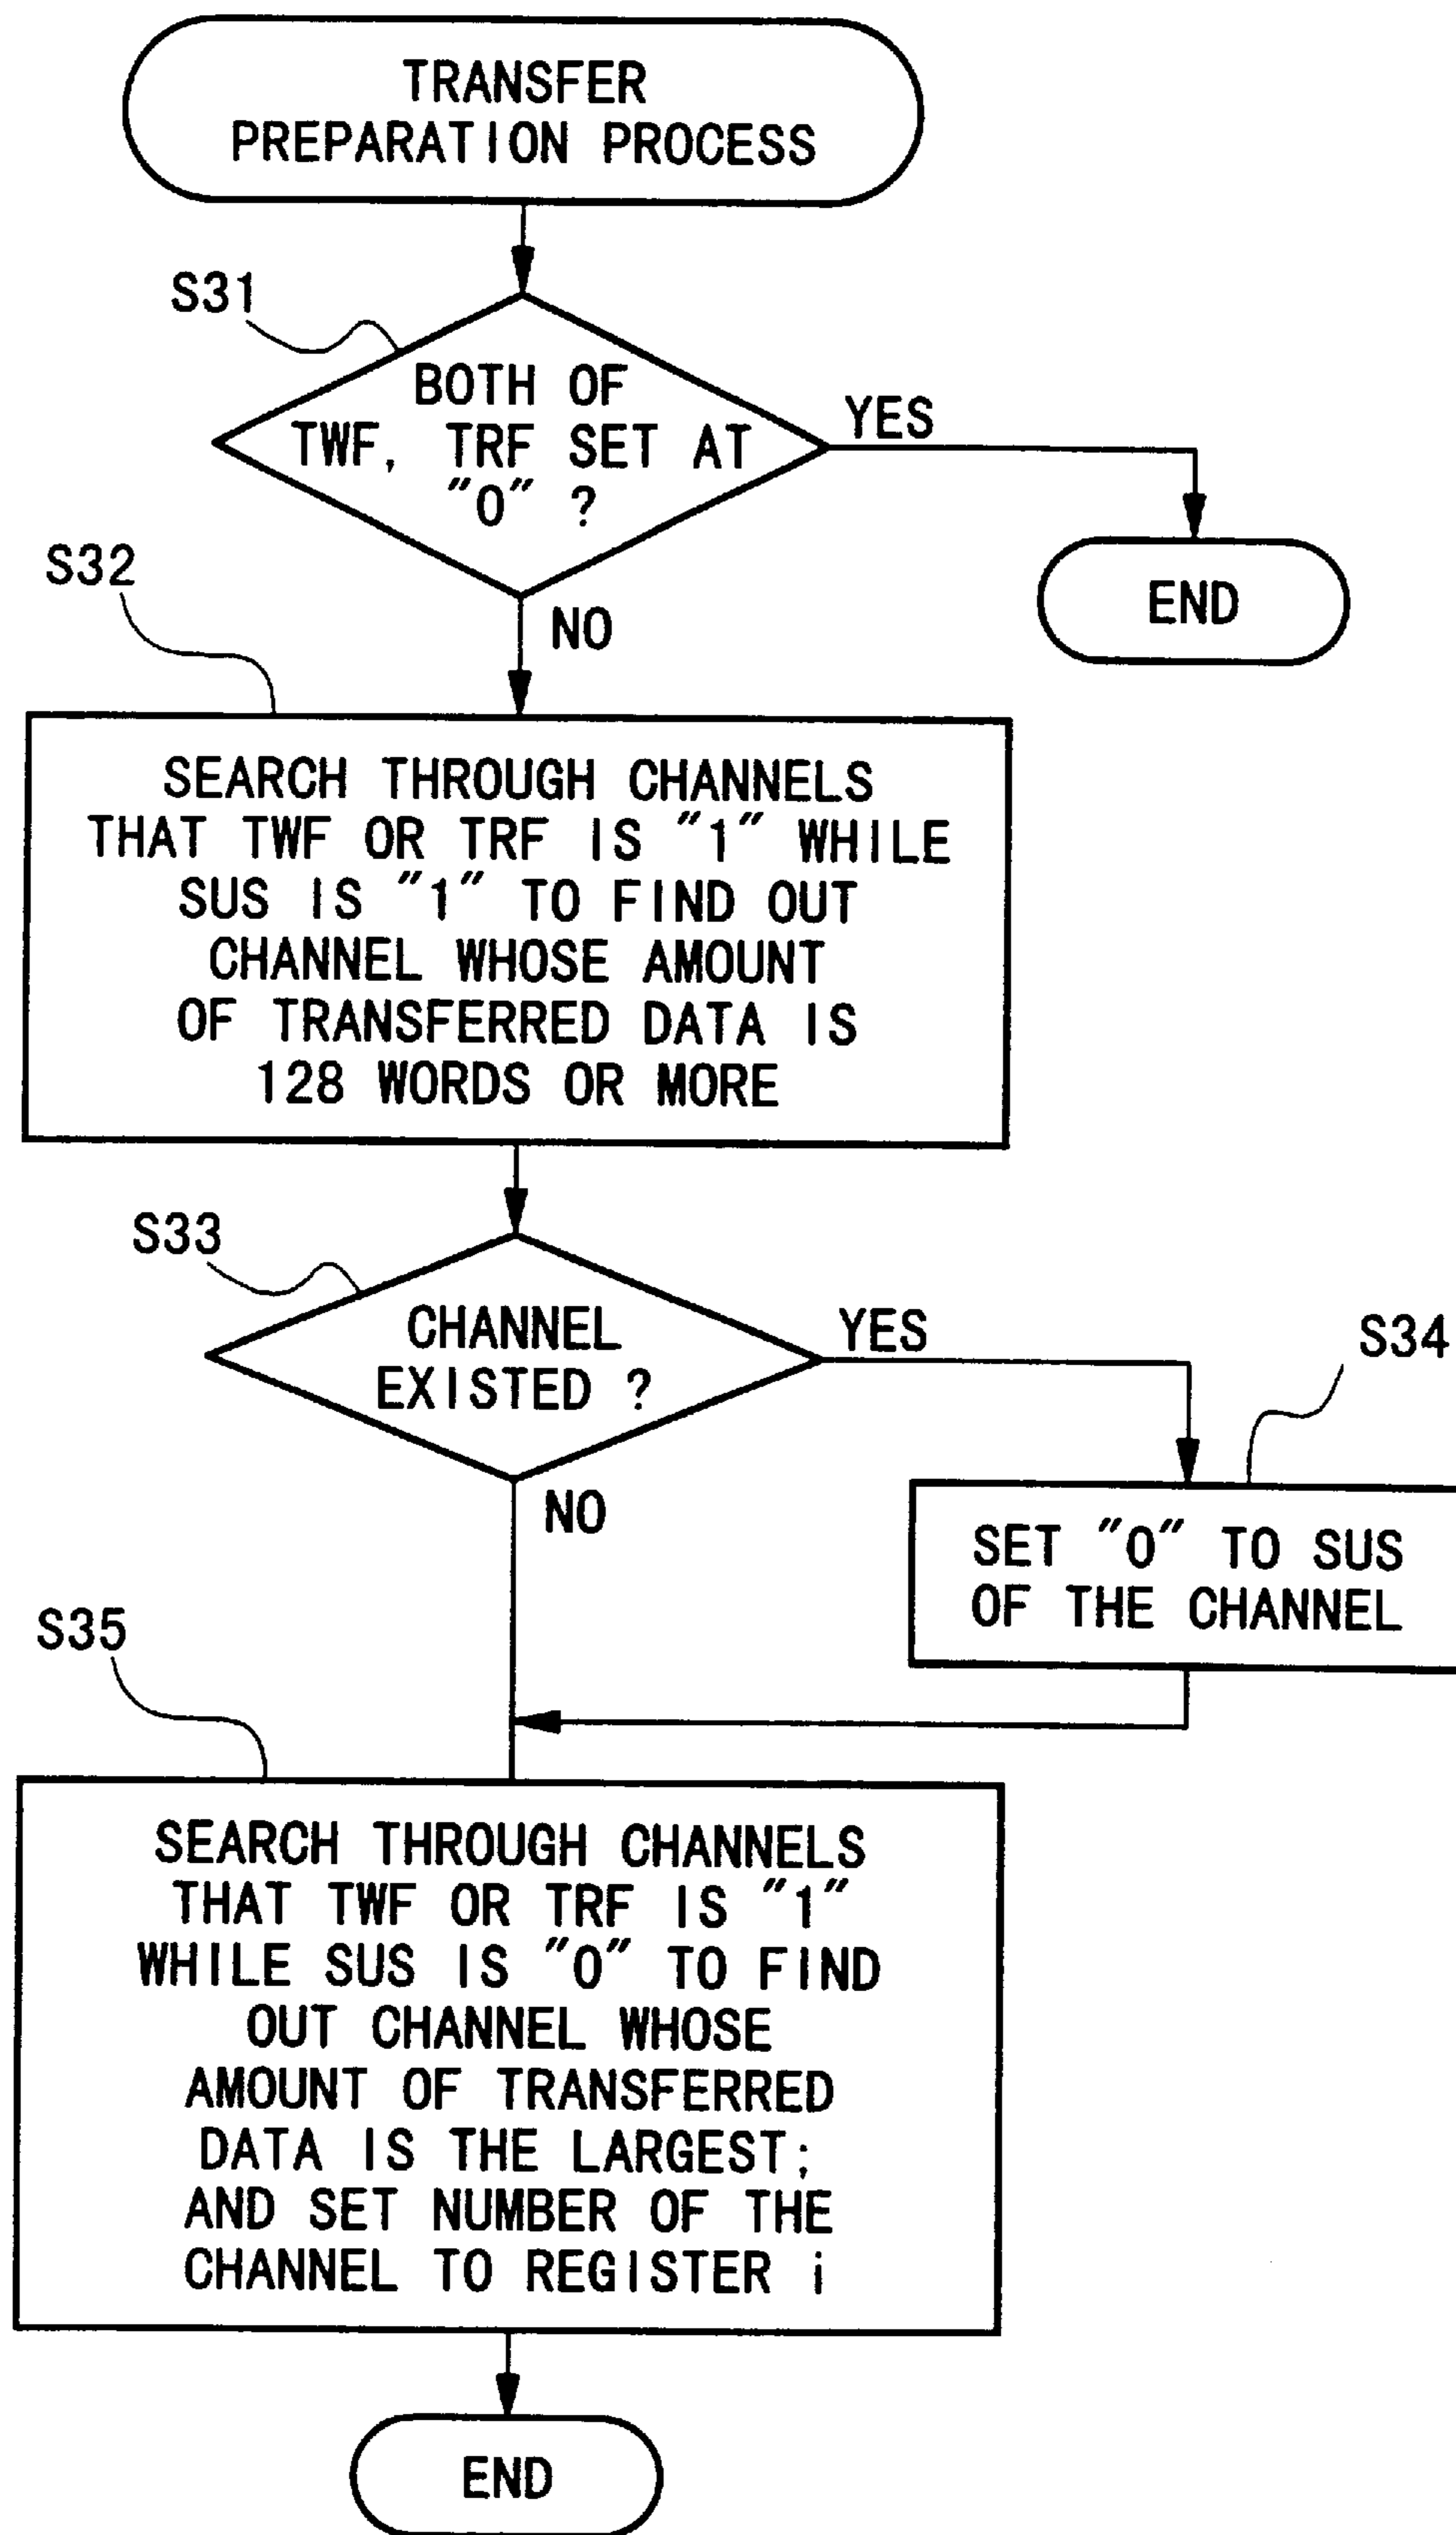 TRANSFER
PREPARATION PROCESS
S31
BOTH OF
TWF, TRF SET AT
"0" ?
YES
END
NO
S32
SEARCH THROUGH CHANNELS
THAT TWF OR TRF IS "1" WHILE
SUS IS "1" TO FIND OUT
CHANNEL WHOSE AMOUNT
OF TRANSFERRED DATA IS
128 WORDS OR MORE
S33
CHANNEL
EXISTED ?
YES
S34
SET "0" TO SUS
OF THE CHANNEL
NO
S35
SEARCH THROUGH CHANNELS
THAT TWF OR TRF IS "1"
WHILE SUS IS "0" TO FIND
OUT CHANNEL WHOSE
AMOUNT OF TRANSFERRED
DATA IS THE LARGEST;
AND SET NUMBER OF THE
CHANNEL TO REGISTER i
END